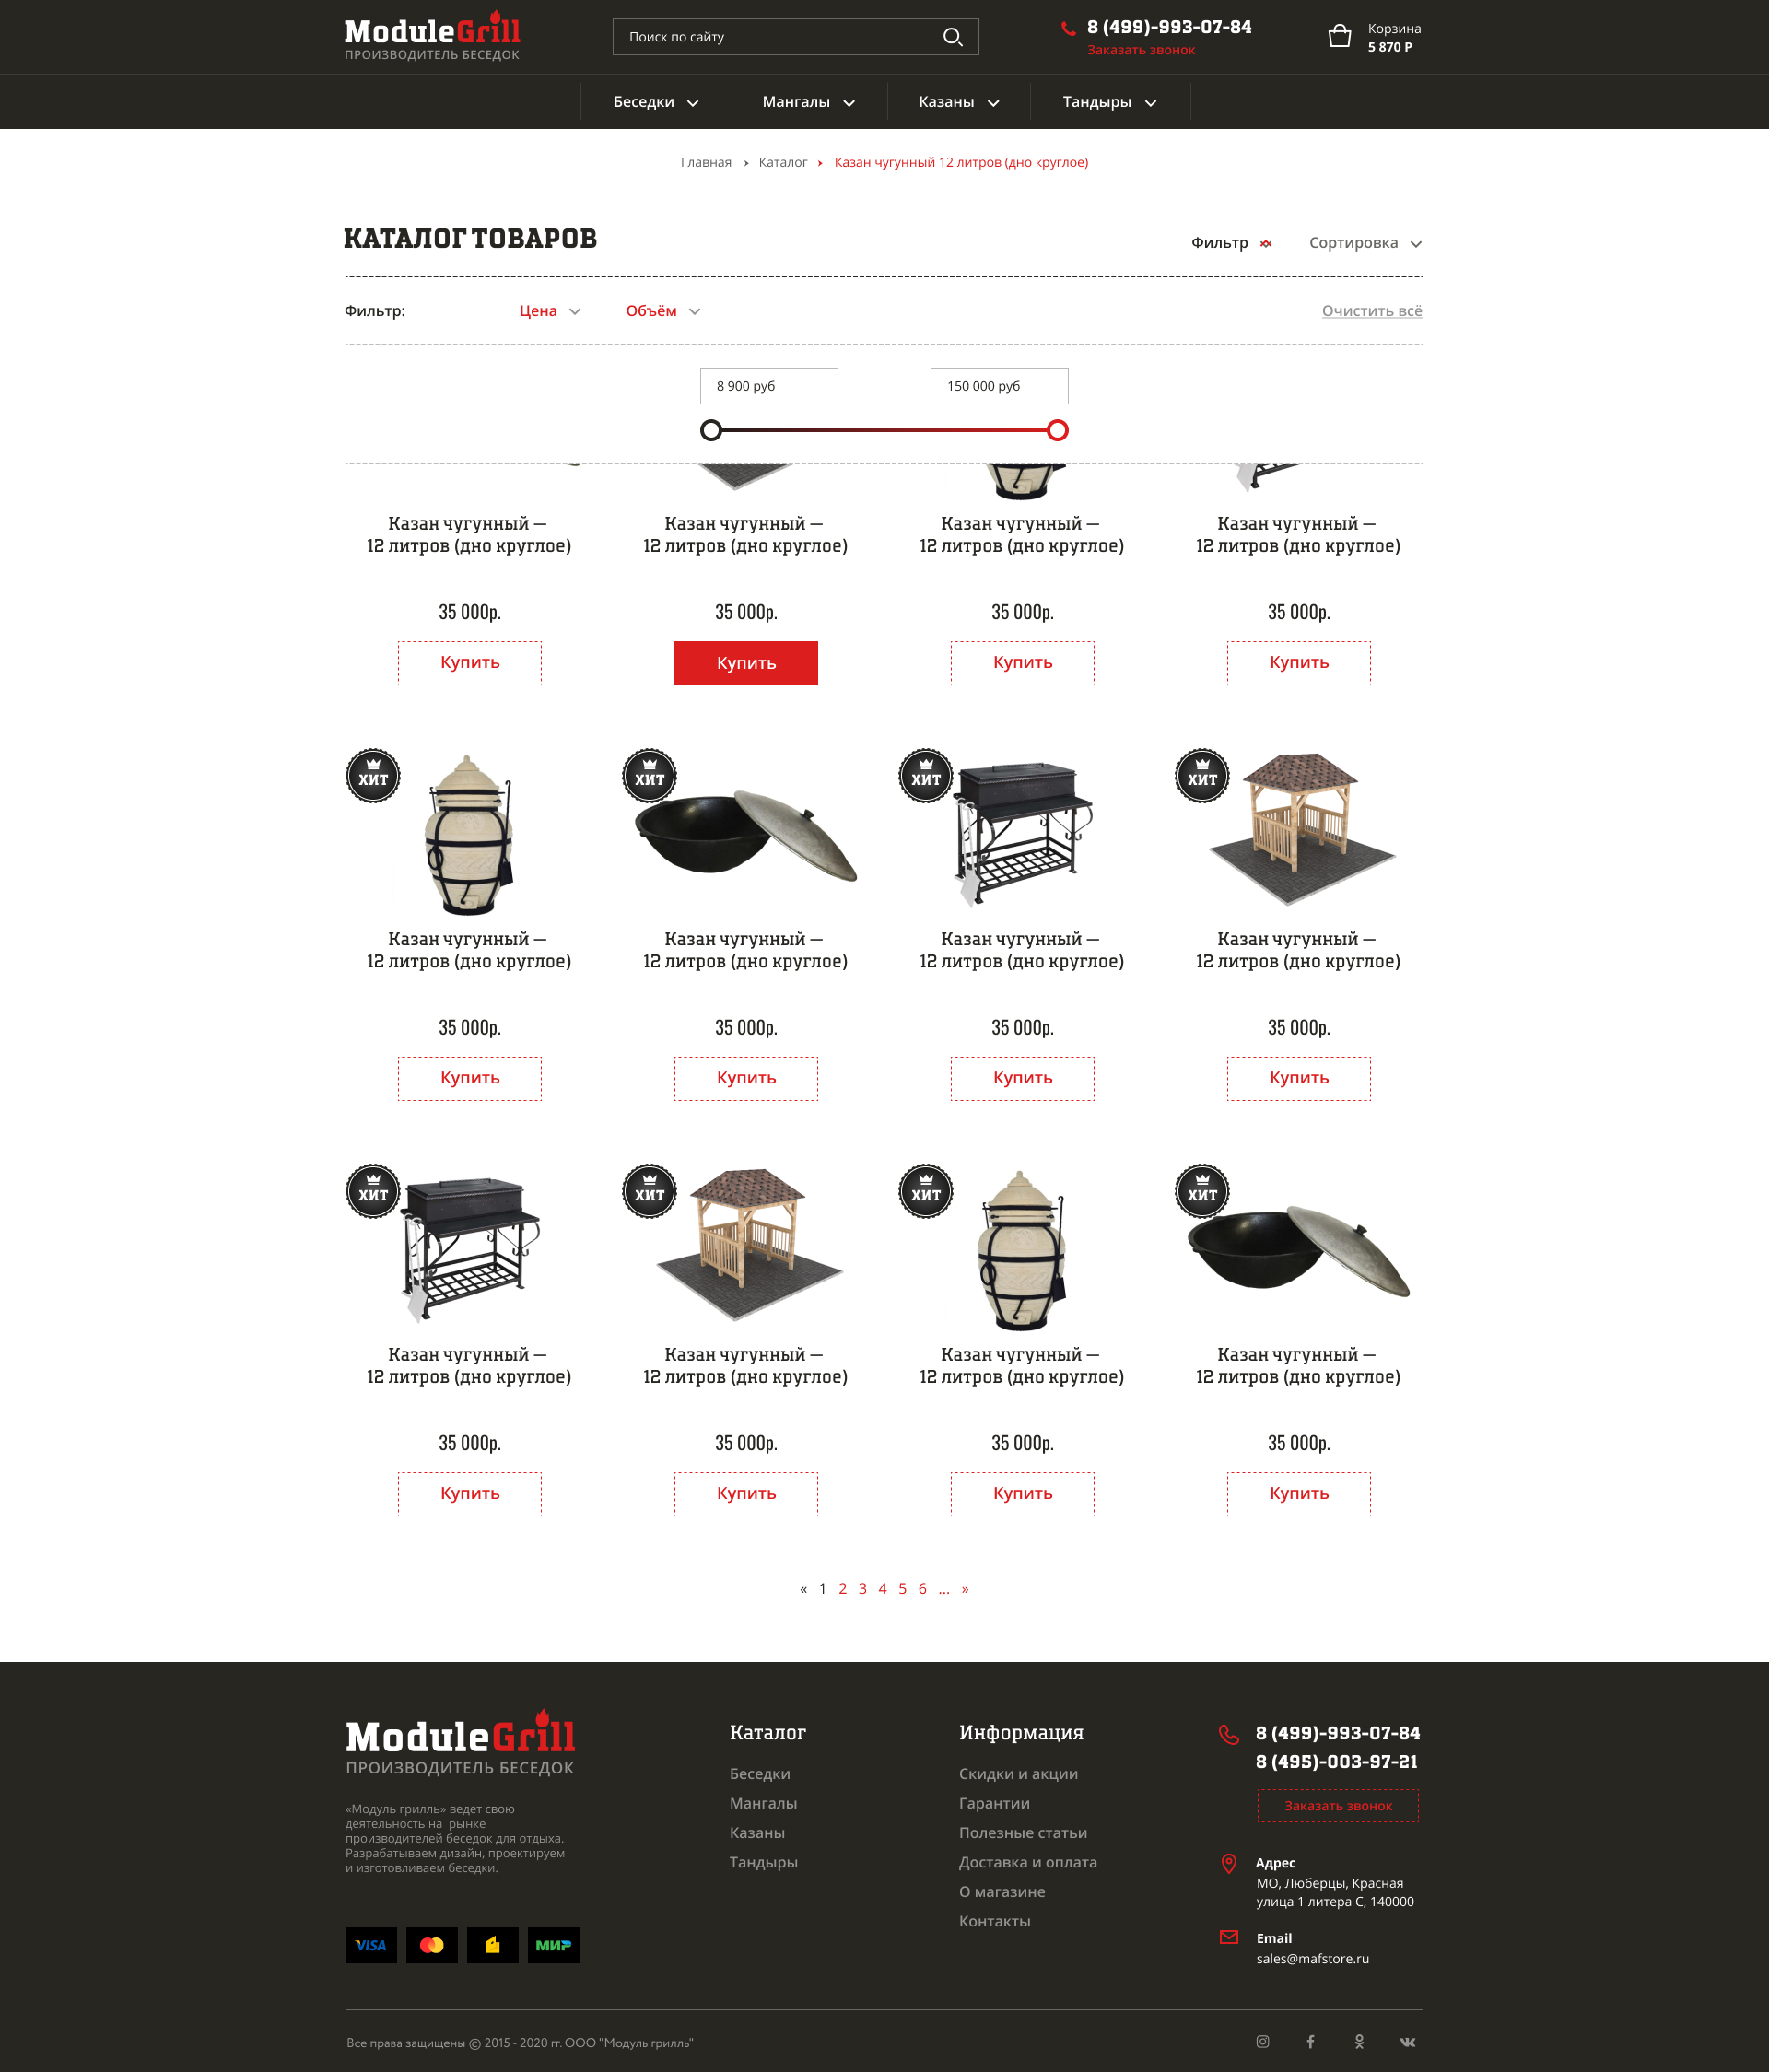 ModuleGrill
ПРОИЗВОДИТЕЛЬ БЕСЕДОК
Поиск по сайту
8 (499)-993-07-84
Заказать звонок
Корзина
5 870 Р
Беседки
Мангалы
Казаны
Тандыры
Главная
Каталог
Казан чугунный 12 литров (дно круглое)
КАТАЛОГ ТОВАРОВ
Фильтр
Сортировка
Фильтр:
Цена
Объём
Очистить всё
8 900 руб
150 000 руб
Казан чугунный —
12 литров (дно круглое)
35 000р.
Купить
Казан чугунный —
12 литров (дно круглое)
35 000р.
Купить
Казан чугунный —
12 литров (дно круглое)
35 000р.
Купить
Казан чугунный —
12 литров (дно круглое)
35 000р.
Купить
ХИТ
Казан чугунный —
12 литров (дно круглое)
35 000р.
Купить
ХИТ
Казан чугунный —
12 литров (дно круглое)
35 000р.
Купить
ХИТ
Казан чугунный —
12 литров (дно круглое)
35 000р.
Купить
ХИТ
Казан чугунный —
12 литров (дно круглое)
35 000р.
Купить
ХИТ
Казан чугунный —
12 литров (дно круглое)
35 000р.
Купить
ХИТ
Казан чугунный —
12 литров (дно круглое)
35 000р.
Купить
ХИТ
Казан чугунный —
12 литров (дно круглое)
35 000р.
Купить
ХИТ
Казан чугунный —
12 литров (дно круглое)
35 000р.
Купить
« 1 2 3 4 5 6 ... »
ModuleGrill
ПРОИЗВОДИТЕЛЬ БЕСЕДОК
«Модуль грилль» ведет свою
деятельность на рынке
производителей беседок для отдыха.
Разрабатываем дизайн, проектируем
и изготовливаем беседки.
VISA
МИР
Каталог
Беседки
Мангалы
Казаны
Тандыры
Информация
Скидки и акции
Гарантии
Полезные статьи
Доставка и оплата
О магазине
Контакты
8 (499)-993-07-84
8 (495)-003-97-21
Заказать звонок
Адрес
МО, Люберцы, Красная
улица 1 литера С, 140000
Email
sales@mafstore.ru
Все права защищены © 2015 - 2020 гг. ООО "Модуль грилль"